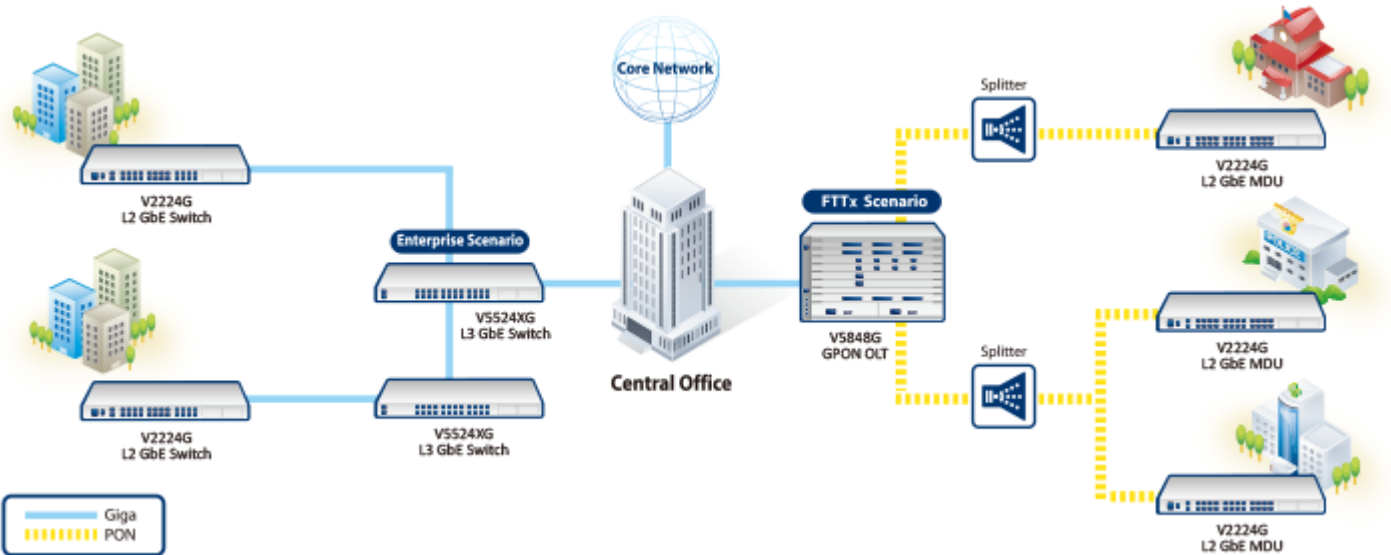 Core Network
Splitter
V2224G
L2 GbE MDU
V2224G
L2 GbE Switch
FTTx Scenario
Enterprise Scenario
V5524XG
L3 GbE Switch
V5848G
GPON OLT
Central Office
Splitter
V2224G
L2 GbE MDU
V2224G
L2 GbE Switch
V5524XG
L3 GbE Switch
V2224G
L2 GbE MDU
Giga
PON